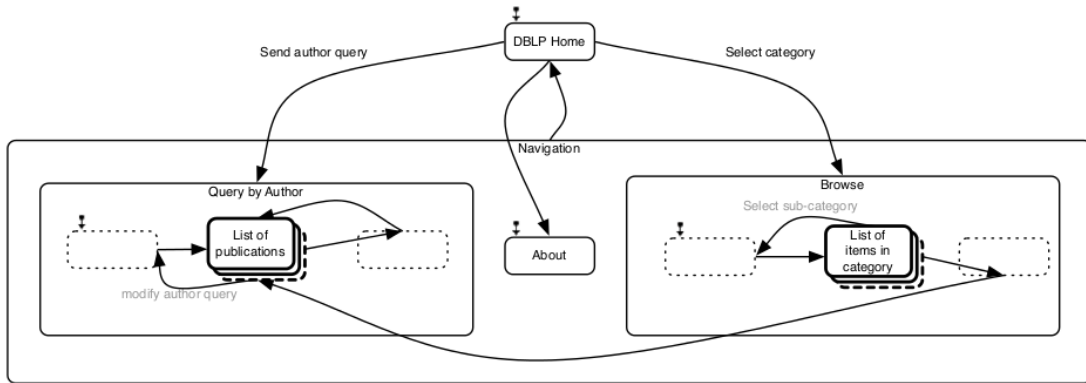 DBLP Home
Send author query
Select category
Navigation
Query by Author
Browse
Select sub-category
List of
publications
List of
items in
category
About
modify author query